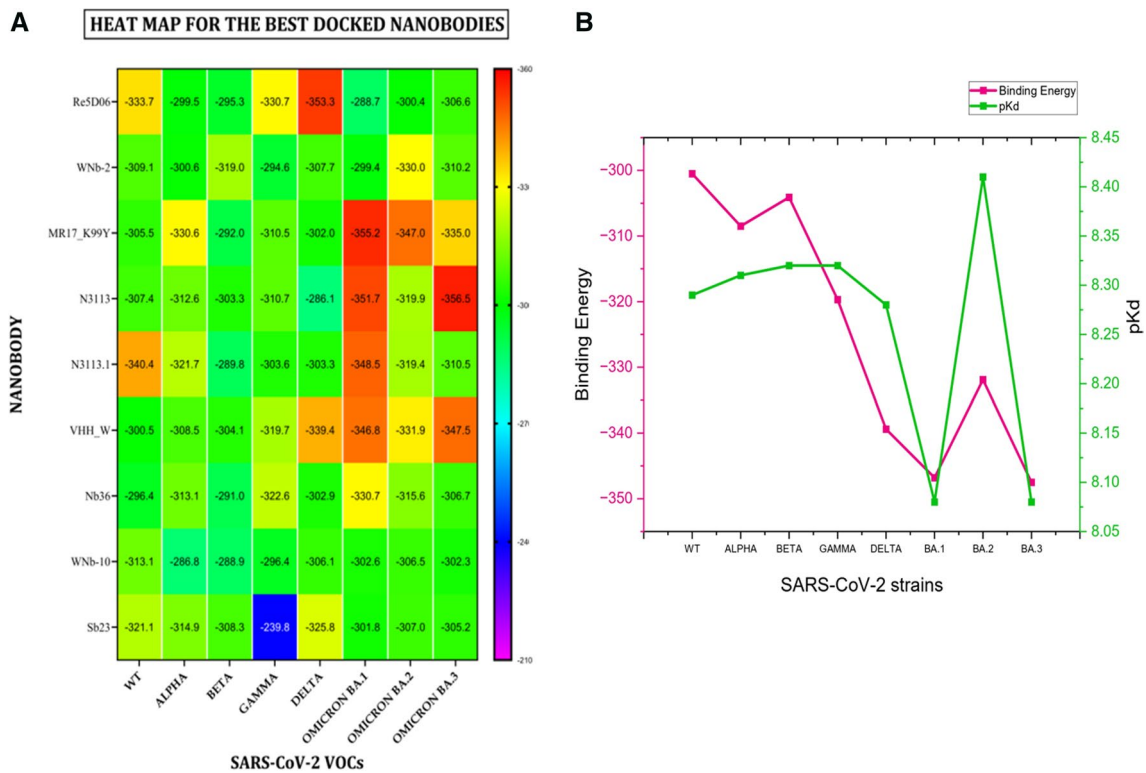 A
HEAT MAP FOR THE BEST DOCKED NANOBODIES
NANOBODY
Re5D06 -333.7 -299.5 -295.3 -330.7 -353.3 -288.7 -300.4 -306.6
WNb-2 -309.1 -300.6 -319.0 -294.6 -307.7 -299.4 -330.0 -310.2
MR17_K99Y -305.5 -330.6 -292.0 -310.5 -302.0 -355.2 -347.0 -335.0
N3113 -307.4 -312.6 -303.3 -310.7 -286.1 -351.7 -319.9 -356.5
N3113.1 -340.4 -321.7 -289.8 -303.6 -303.3 -348.5 -319.4 -310.5
VHH_W -300.5 -308.5 -304.1 -319.7 -339.4 -346.8 -331.9 -347.5
Nb36 -296.4 -313.1 -291.0 -322.6 -302.9 -330.7 -315.6 -306.7
WNb-10 -313.1 -286.8 -288.9 -296.4 -306.1 -302.6 -306.5 -302.3
Sb23 -321.1 -314.9 -308.3 -239.8 -325.8 -301.8 -307.0 -305.2
WT ALPHA BETA GAMMA DELTA OMICRON BA.1 OMICRON BA.2 OMICRON BA.3
SARS-CoV-2 VOCs
-360
-33
-30
-27
-24
-210
B
Binding Energy
pKd
Binding Energy
−300
−310
−320
−330
−340
−350
8.45
8.40
8.35
8.30
8.25
8.20
8.15
8.10
8.05
pKd
WT ALPHA BETA GAMMA DELTA BA.1 BA.2 BA.3
SARS-CoV-2 strains